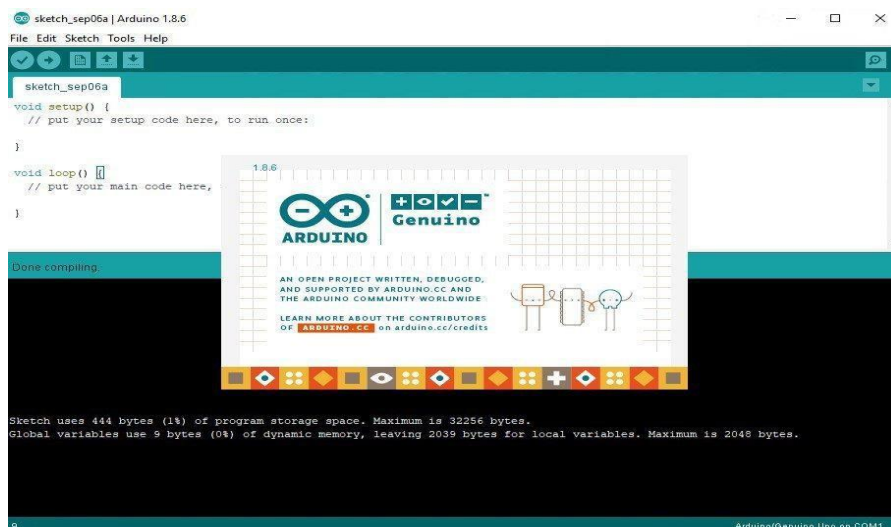 sketch_sep06a | Arduino 1.8.6
File Edit Sketch Tools Help
sketch_sep06a
void setup() {
// put your setup code here, to run once:
}
void loop() {
// put your main code here,
}
1.8.6
ARDUINO
Genuino
™
AN OPEN PROJECT WRITTEN, DEBUGGED,
AND SUPPORTED BY ARDUINO.CC AND
THE ARDUINO COMMUNITY WORLDWIDE
LEARN MORE ABOUT THE CONTRIBUTORS
OF ARDUINO.CC on arduino.cc/credits
Done compiling.
Sketch uses 444 bytes (1%) of program storage space. Maximum is 32256 bytes.
Global variables use 9 bytes (0%) of dynamic memory, leaving 2039 bytes for local variables. Maximum is 2048 bytes.
9
Arduino/Genuino Uno on COM1